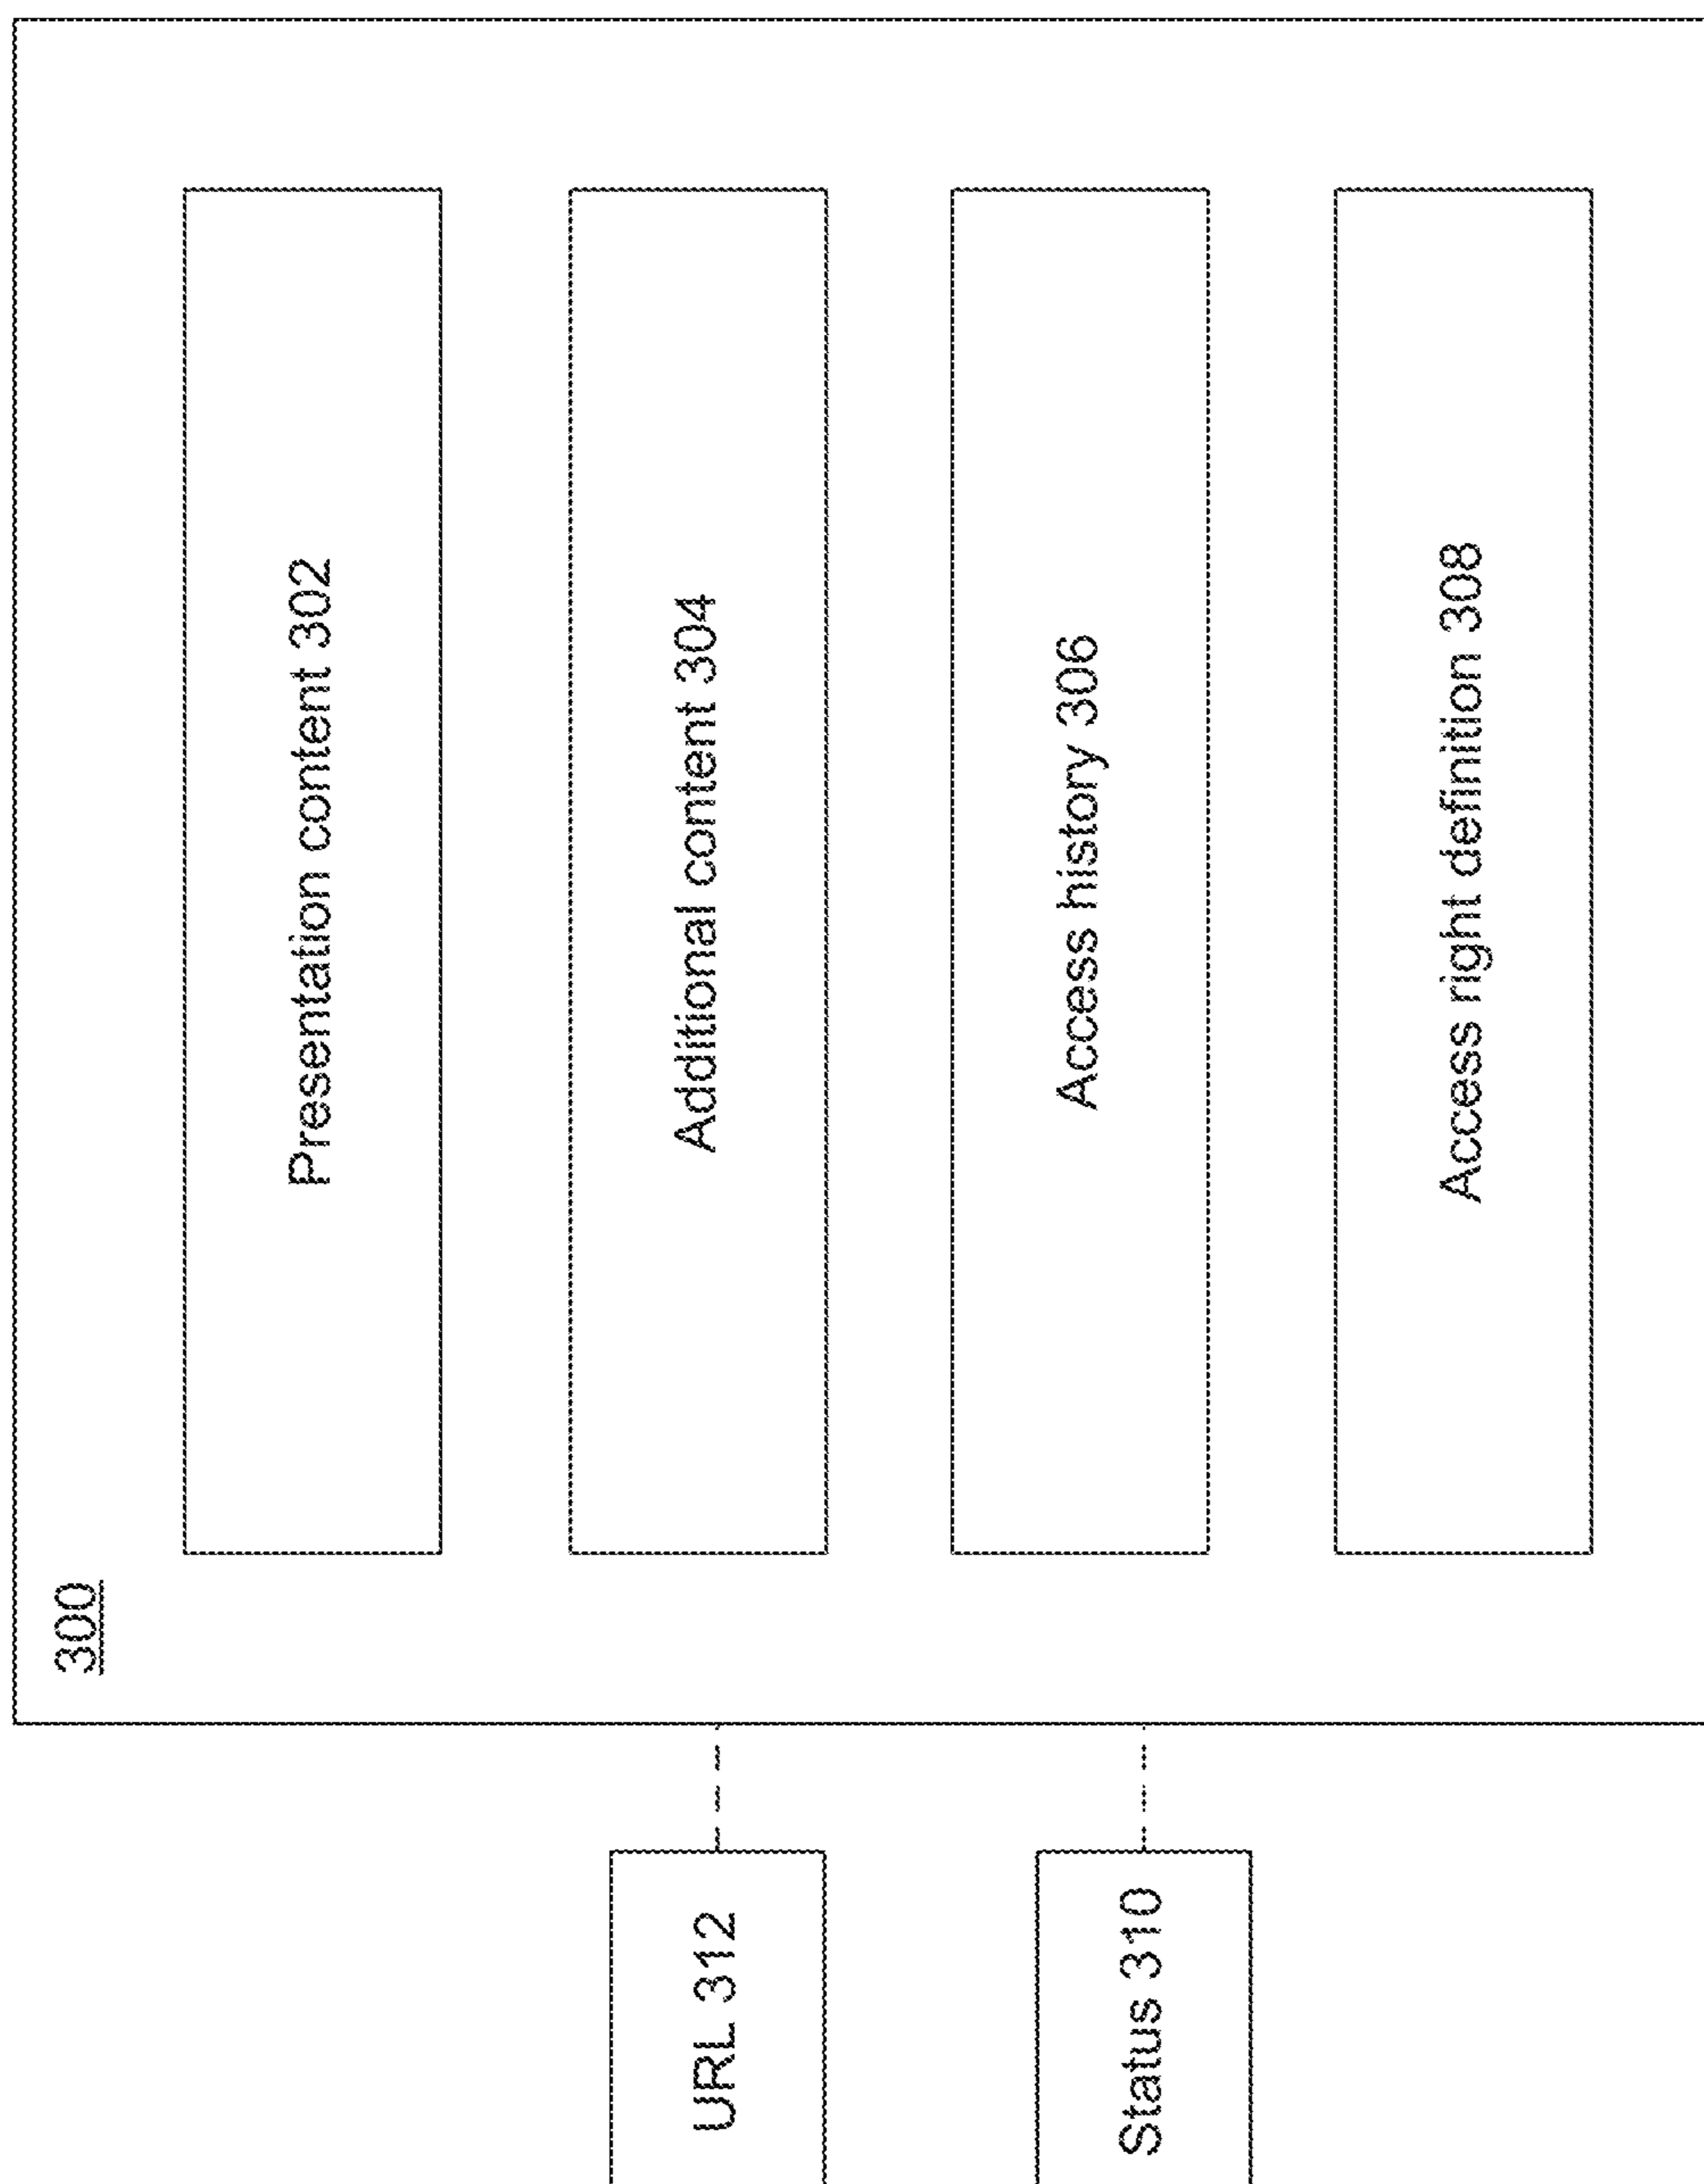 300
Presentation content 302
Additional content 304
Access history 306
Access right definition 308
URL 312
Status 310